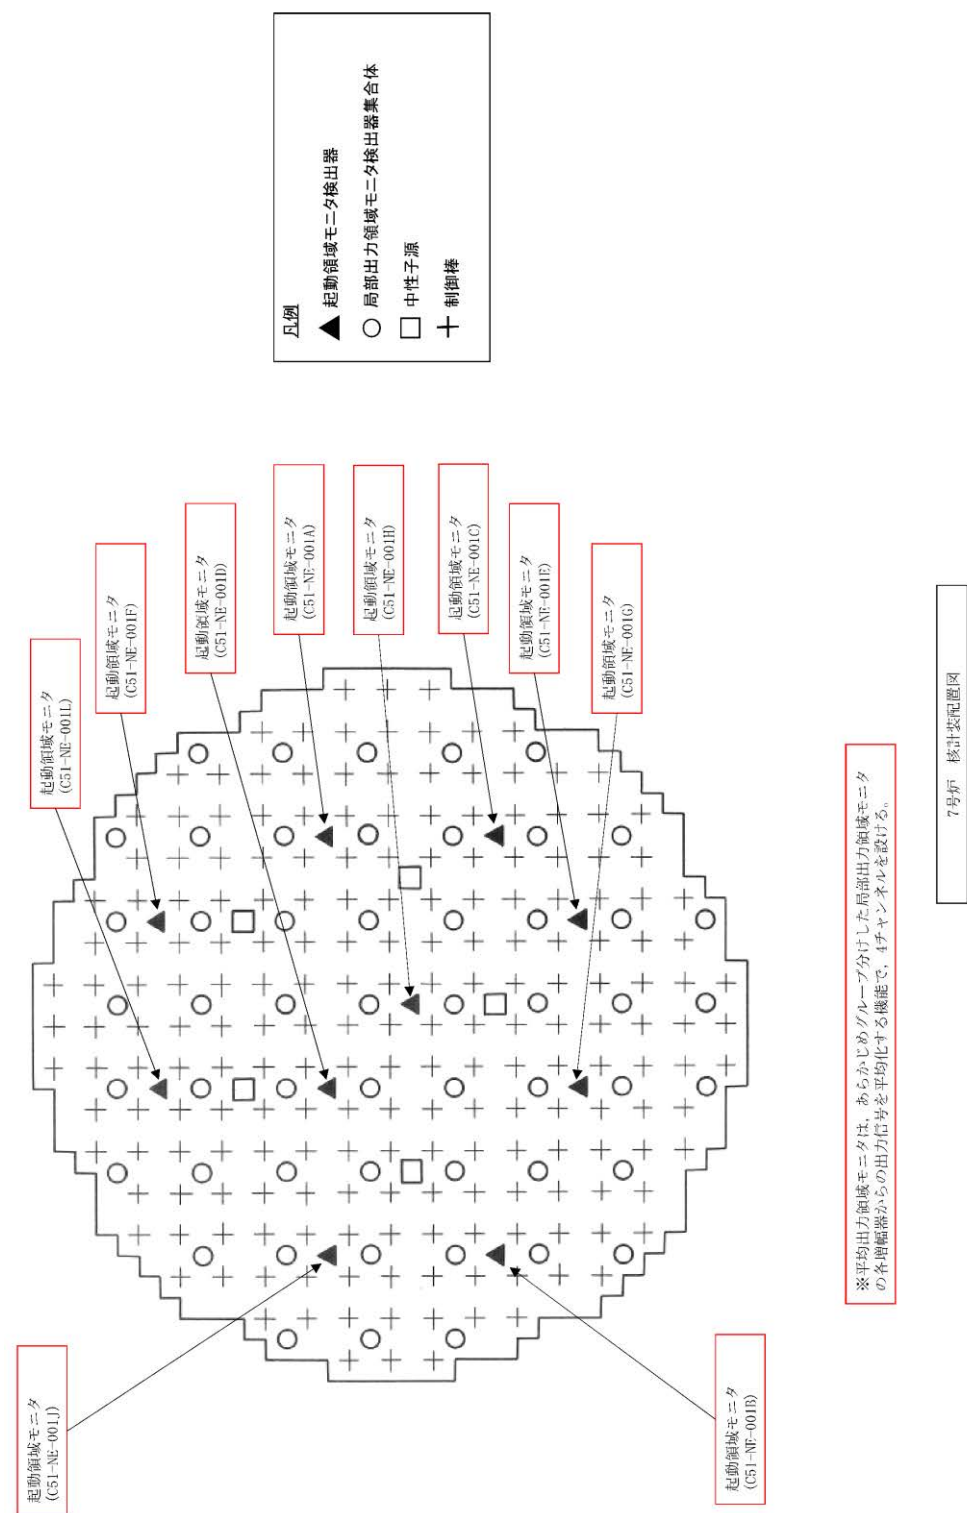 凡例
起動領域モニタ検出器
局部出力領域モニタ検出器集合体
中性子源
制御棒
起動領域モニタ
(C51-NE-001L)
起動領域モニタ
(C51-NE-001F)
起動領域モニタ
(C51-NE-001D)
起動領域モニタ
(C51-NE-001A)
起動領域モニタ
(C51-NE-001H)
起動領域モニタ
(C51-NE-001C)
起動領域モニタ
(C51-NE-001E)
起動領域モニタ
(C51-NE-001G)
起動領域モニタ
(C51-NE-001J)
起動領域モニタ
(C51-NE-001B)
※平均出力領域モニタは、あらかじめグループ分けした局部出力領域モニタ
の各増幅器からの出力信号を平均化する機能で、4チャンネルを設ける。
7号炉 核計装配置図